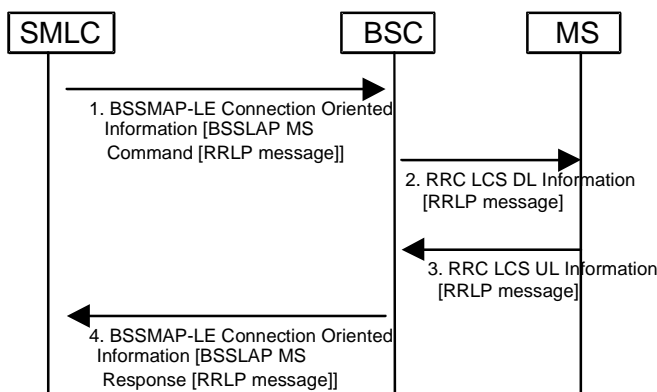 SMLC
BSC
MS
1. BSSMAP-LE Connection Oriented
Information [BSSLAP MS
Command [RRLP message]]
2. RRC LCS DL Information
[RRLP message]
3. RRC LCS UL Information
[RRLP message]
4. BSSMAP-LE Connection Oriented
Information [BSSLAP MS
Response [RRLP message]]